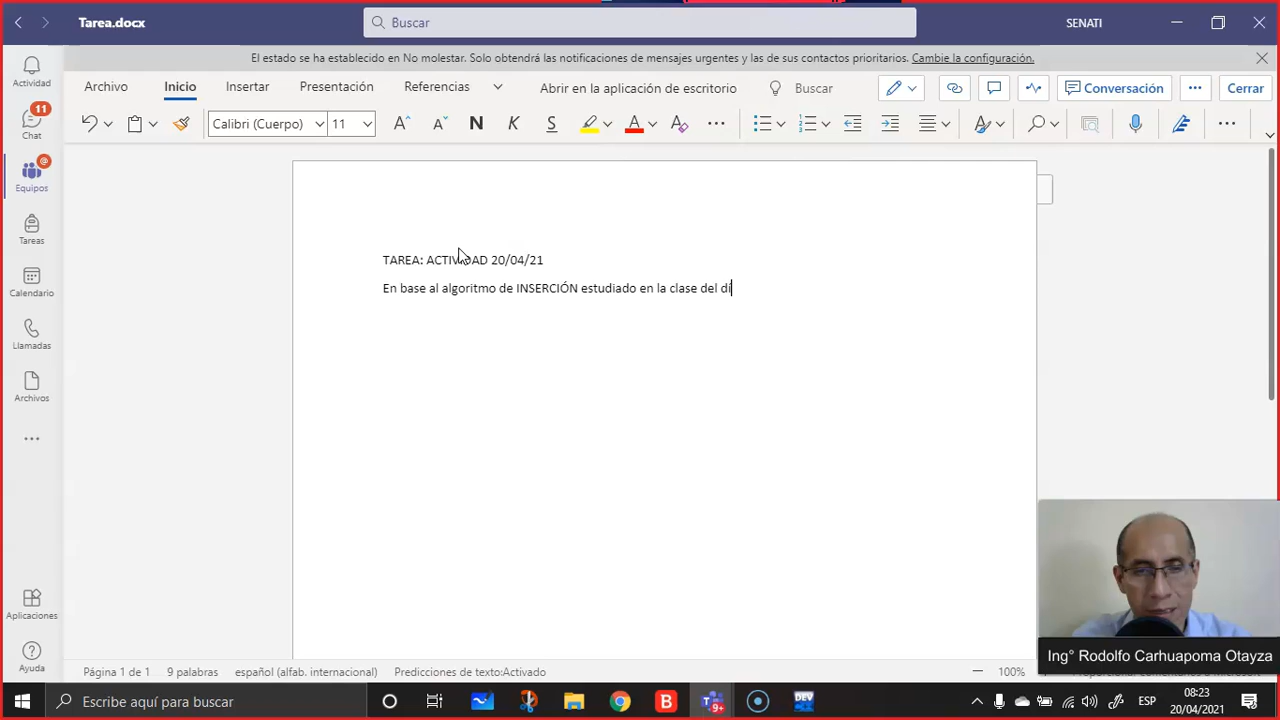 Tarea.docx
Buscar
SENATI
El estado se ha establecido en No molestar. Solo obtendrá las notificaciones de mensajes urgentes y las de sus contactos prioritarios. Cambie la configuración.
Actividad
Archivo
Inicio
Insertar
Presentación
Referencias
Abrir en la aplicación de escritorio
Buscar
Conversación
Cerrar
11
Chat
Calibri (Cuerpo)
11
N
K
S
Equipos
Tareas
Calendario
Llamadas
Archivos
TAREA: ACTIVIDAD 20/04/21
En base al algoritmo de INSERCIÓN estudiado en la clase del dí
Aplicaciones
Ayuda
Ing° Rodolfo Carhuapoma Otayza
Página 1 de 1
9 palabras
español (alfab. internacional)
Predicciones de texto:Activado
100%
Escribe aquí para buscar
9+
DEV
ESP
08:23
20/04/2021